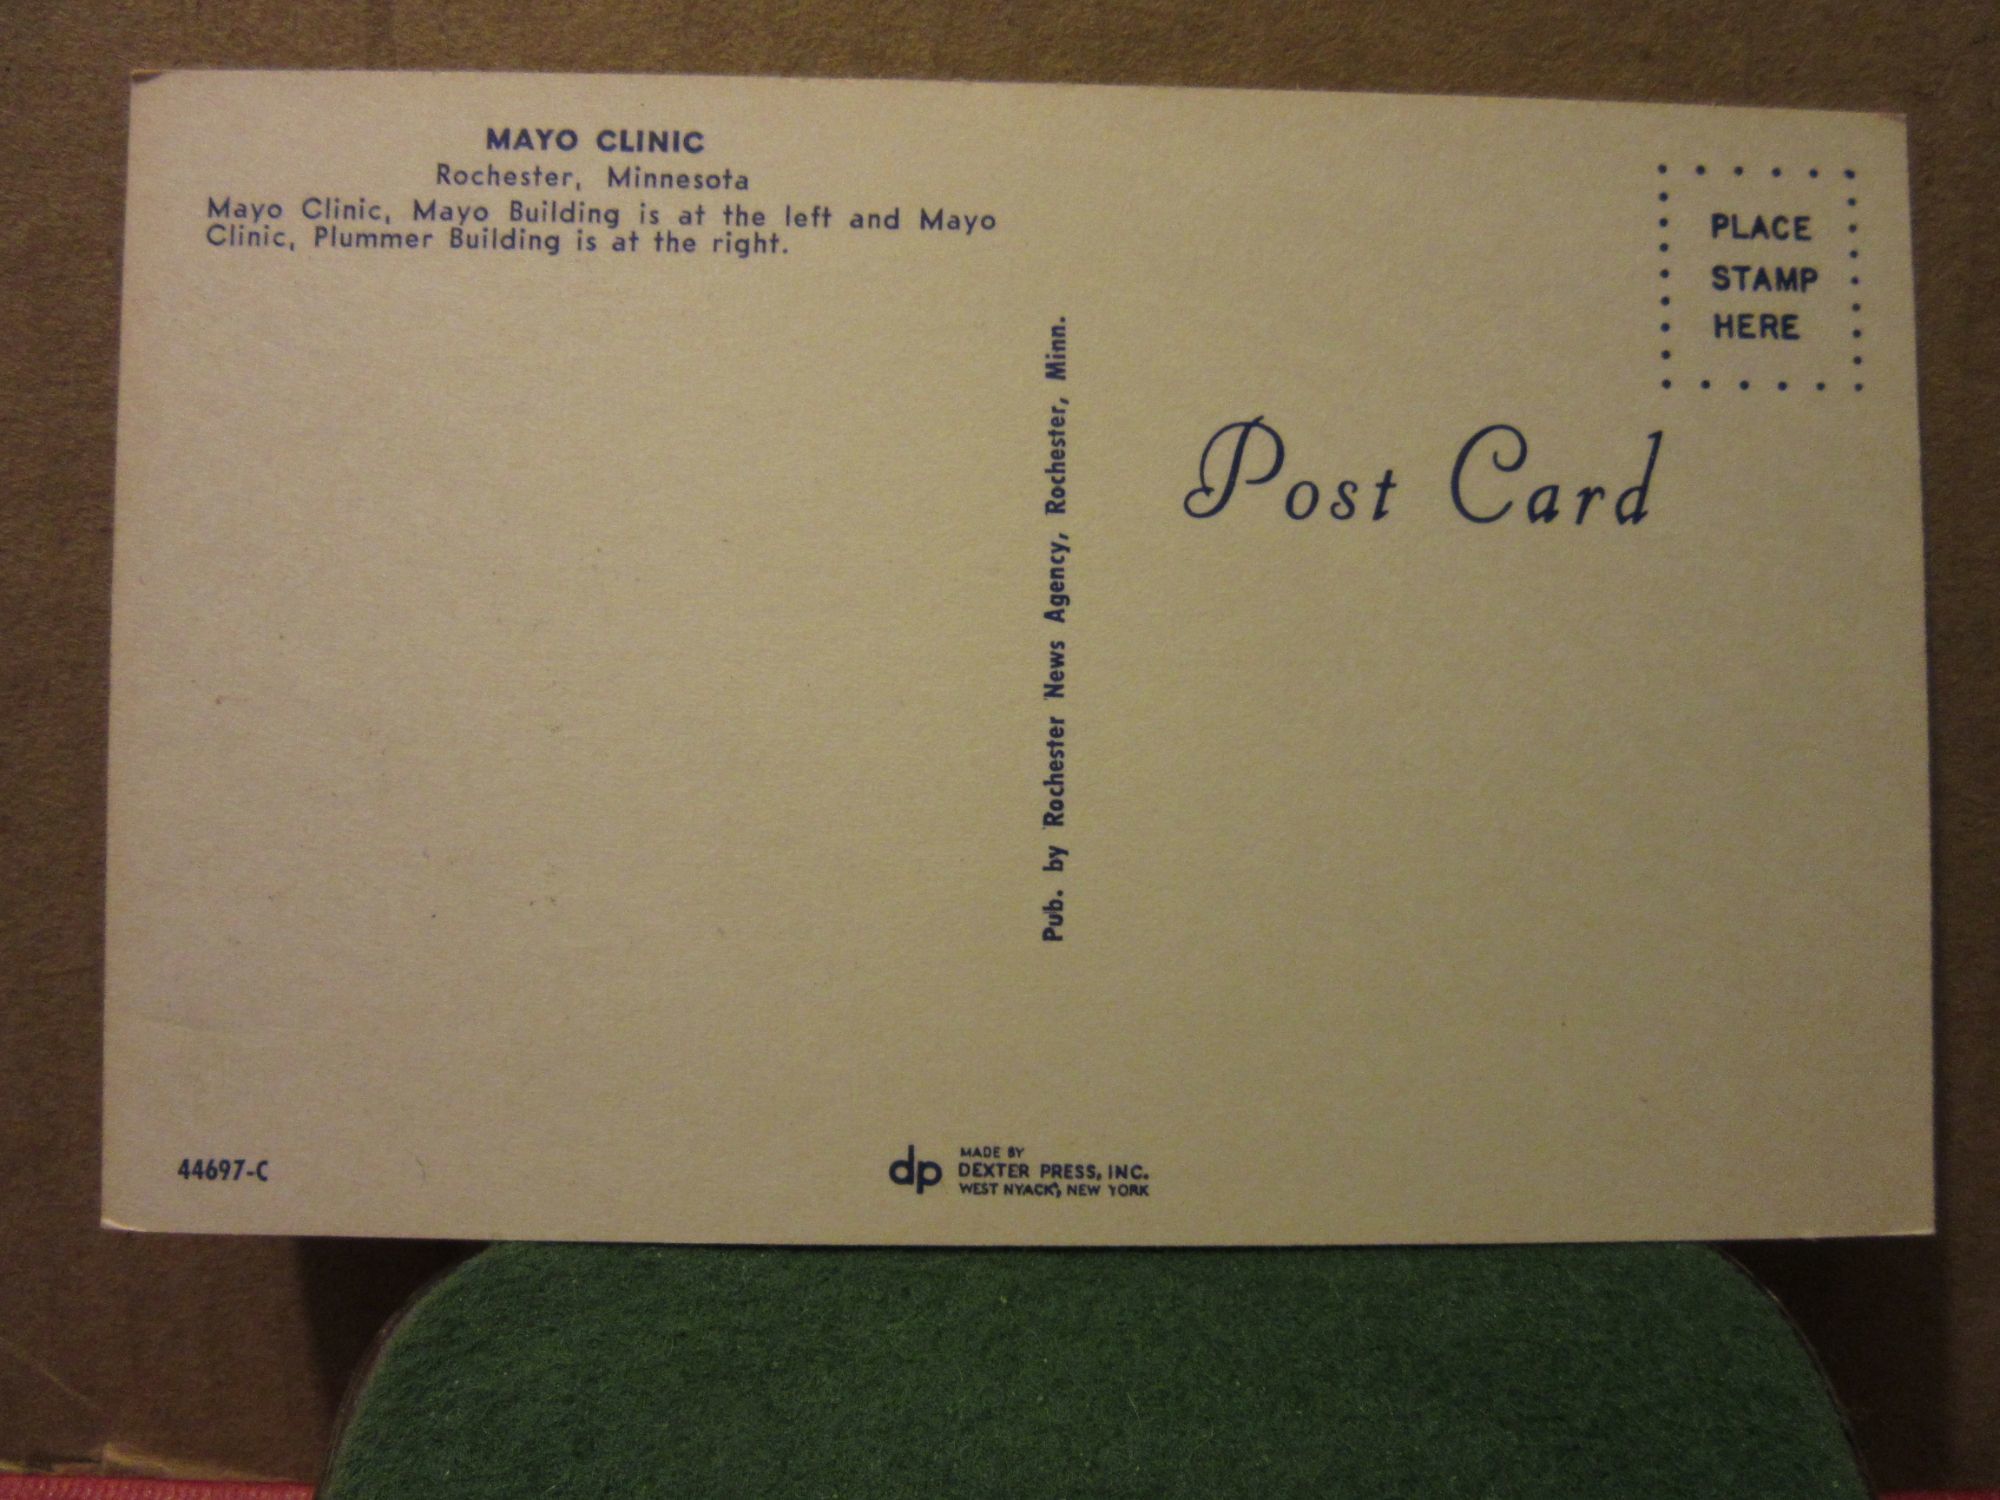 MAYO CLINIC
Rochester, Minnesota
Mayo Clinic, Mayo Building is at the left and Mayo
Clinic, Plummer Building is at the right.
PLACE
STAMP
HERE
Post Card
Pub. by Rochester News Agency, Rochester, Minn.
44697-C
dp
MADE BY
DEXTER PRESS, INC.
WEST NYACK, NEW YORK